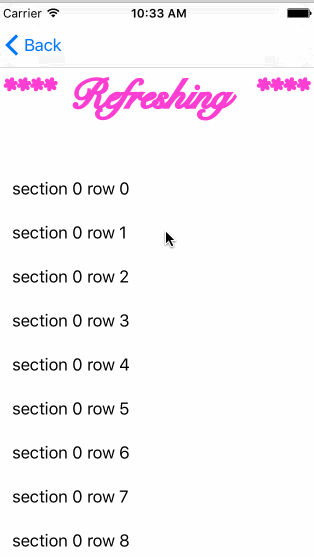 Carrier 10:33 AM
Back
**** Refreshing ****
section 0 row 0
section 0 row 1
section 0 row 2
section 0 row 3
section 0 row 4
section 0 row 5
section 0 row 6
section 0 row 7
section 0 row 8